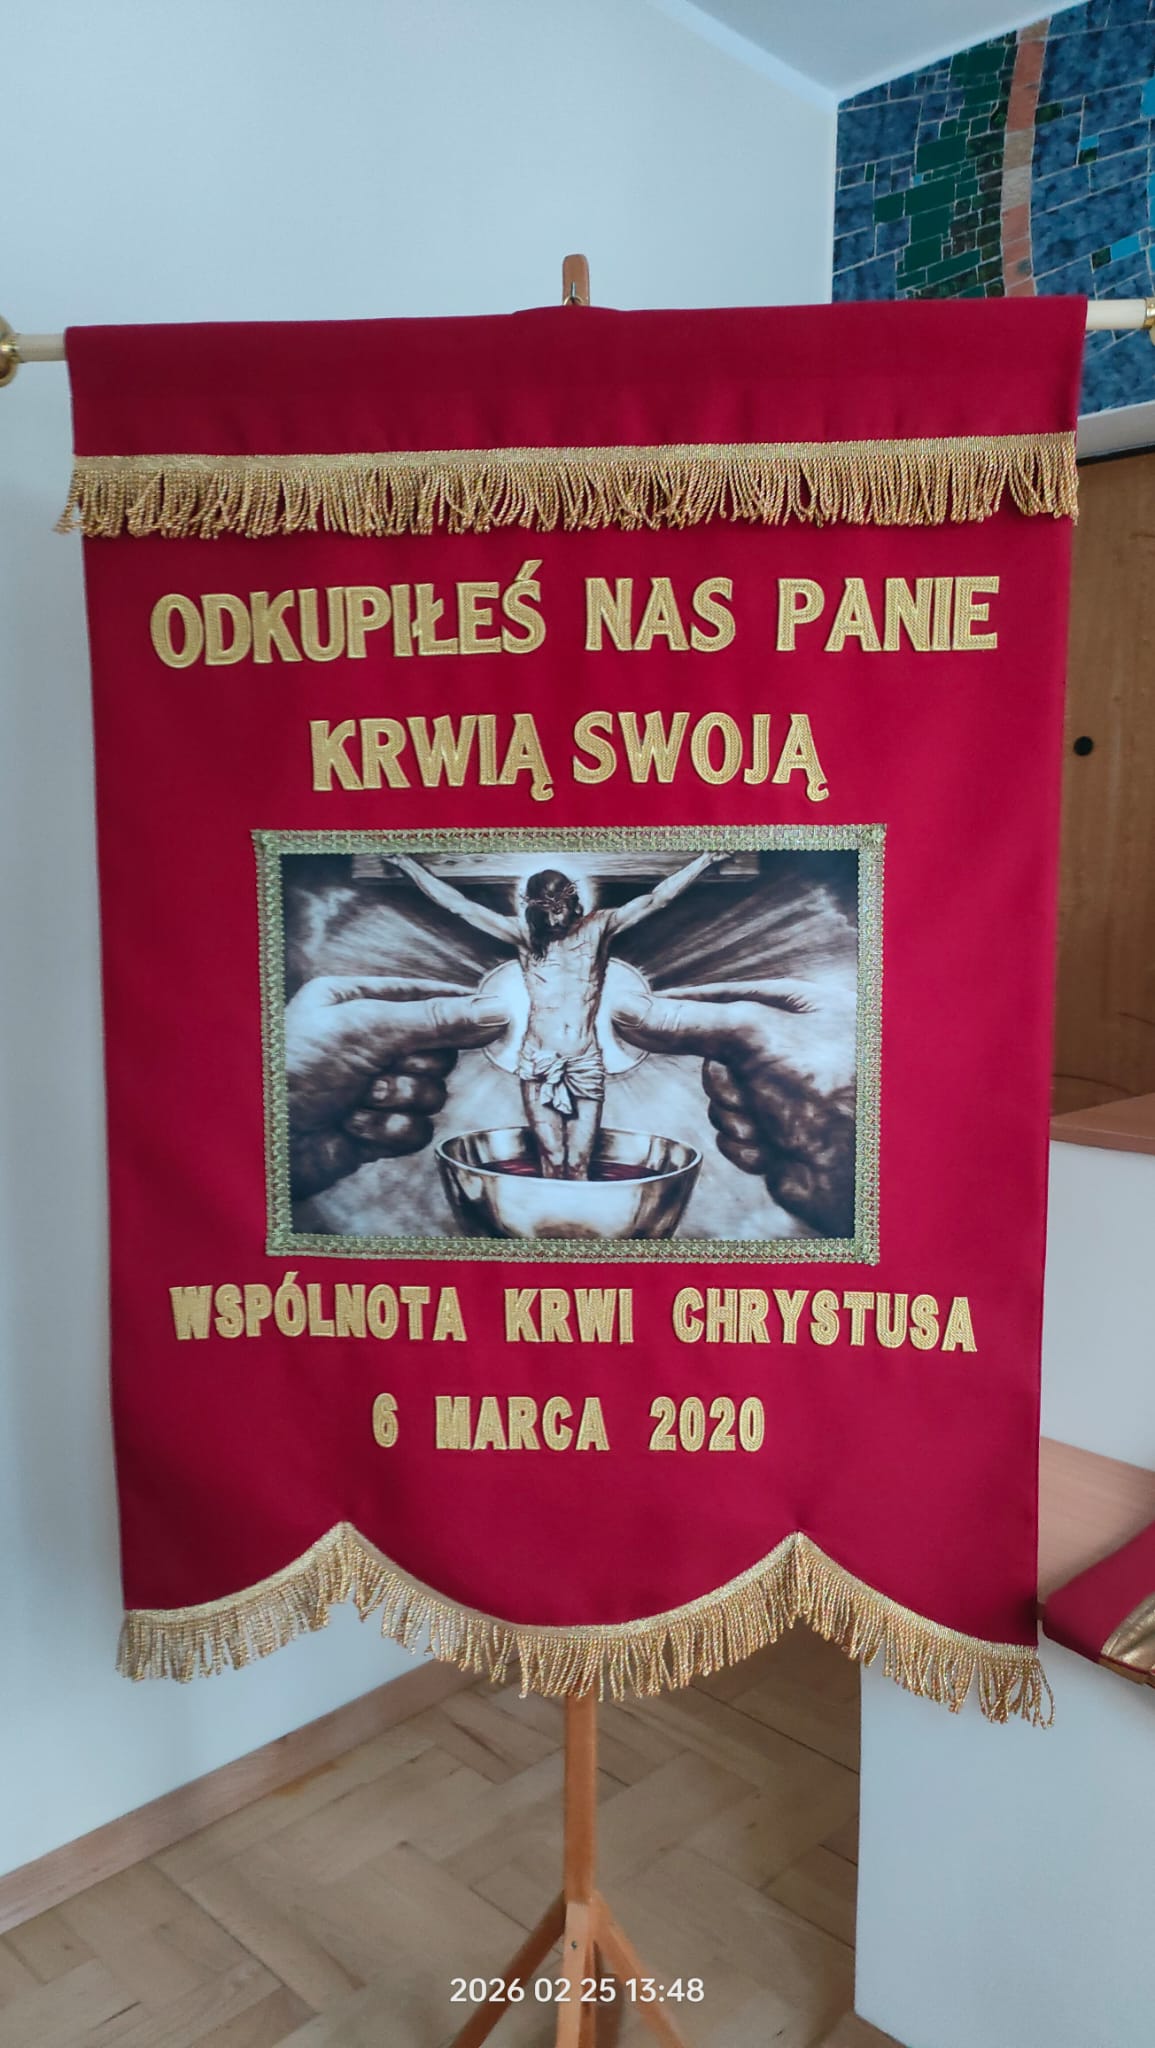 ODKUPIŁEŚ NAS PANIE
KRWIĄ SWOJĄ
WSPÓLNOTA KRWI CHRYSTUSA
6 MARCA 2020
2026 02 25 13:48